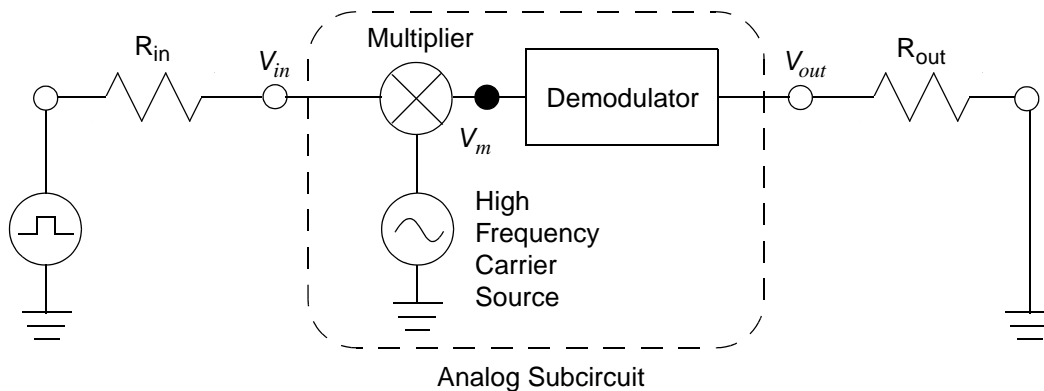 Multiplier
R_in
V_in
V_m
Demodulator
V_out
R_out
High
Frequency
Carrier
Source
Analog Subcircuit